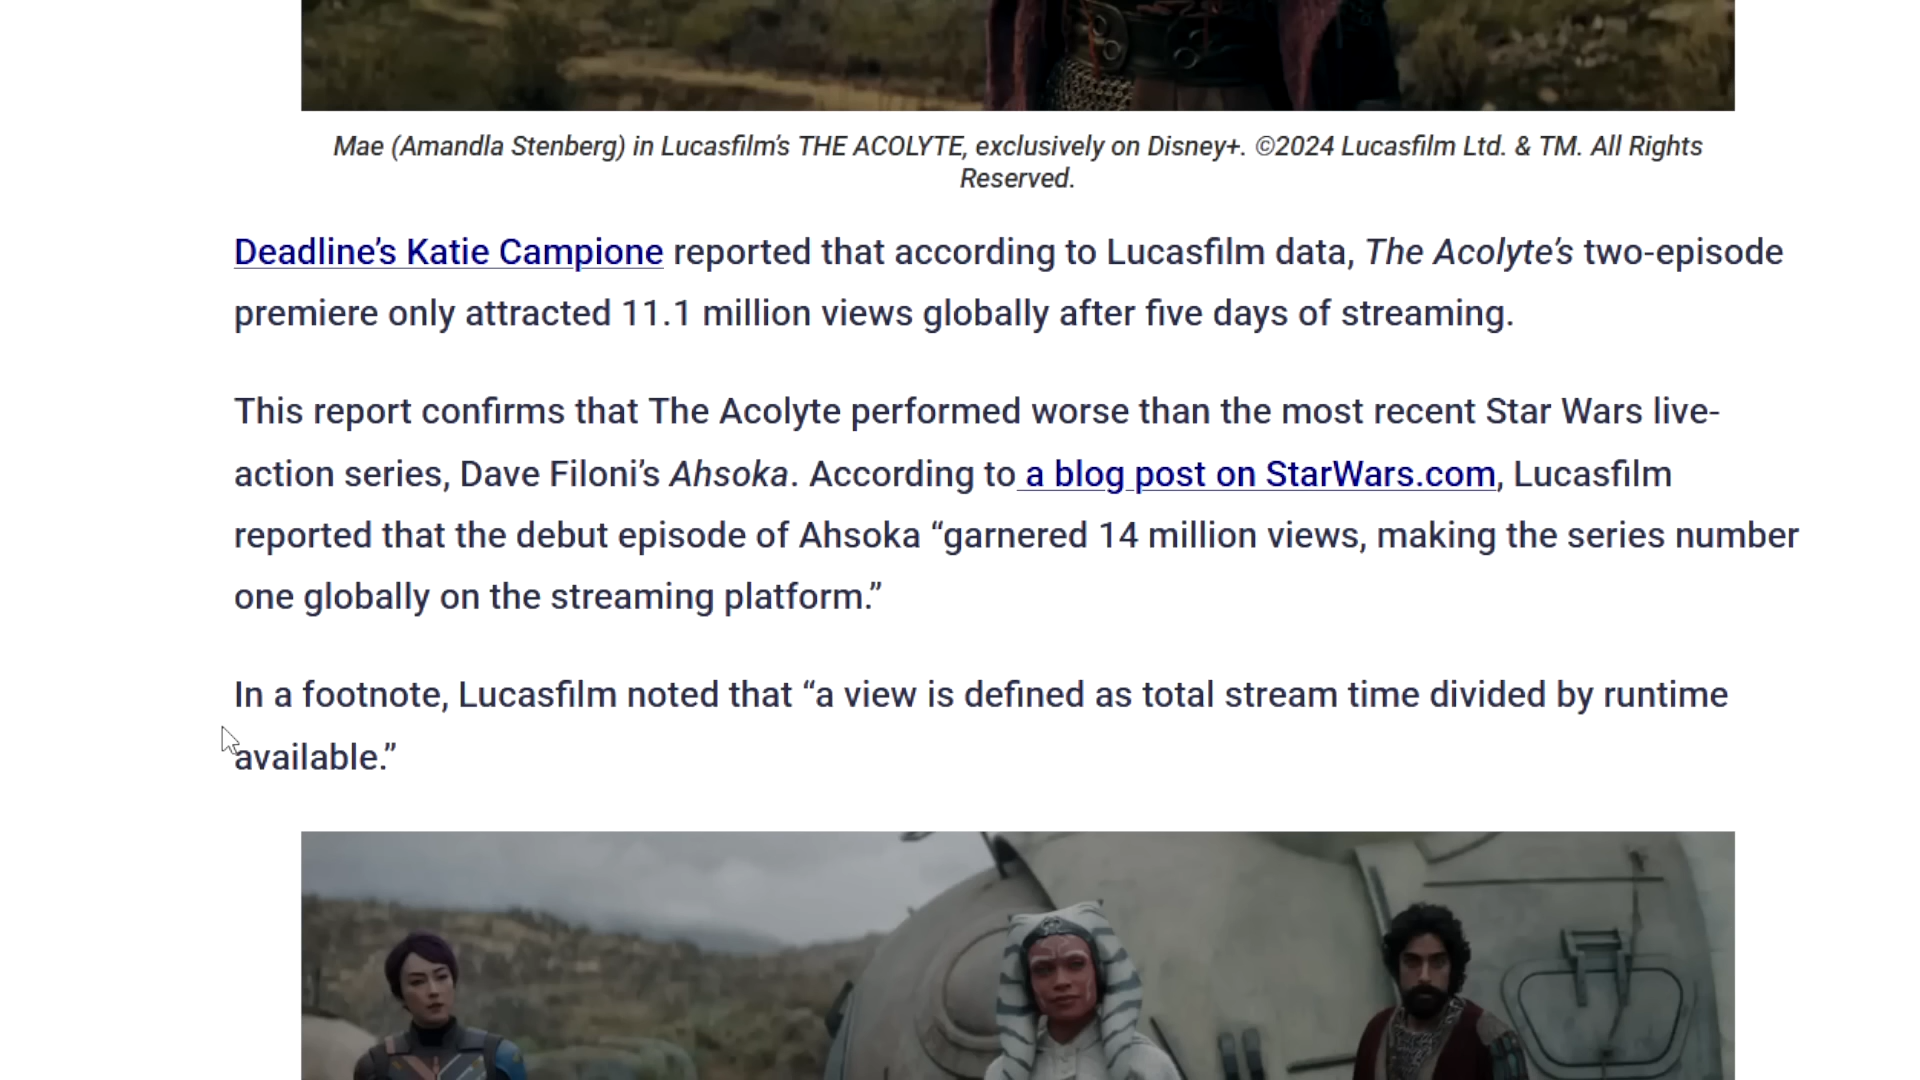 Mae (Amandla Stenberg) in Lucasfilm’s THE ACOLYTE, exclusively on Disney+. ©2024 Lucasfilm Ltd. & TM. All Rights
Reserved.
Deadline’s Katie Campione reported that according to Lucasfilm data, The Acolyte’s two-episode
premiere only attracted 11.1 million views globally after five days of streaming.
This report confirms that The Acolyte performed worse than the most recent Star Wars live-
action series, Dave Filoni’s Ahsoka. According to a blog post on StarWars.com, Lucasfilm
reported that the debut episode of Ahsoka “garnered 14 million views, making the series number
one globally on the streaming platform.”
In a footnote, Lucasfilm noted that “a view is defined as total stream time divided by runtime
available.”